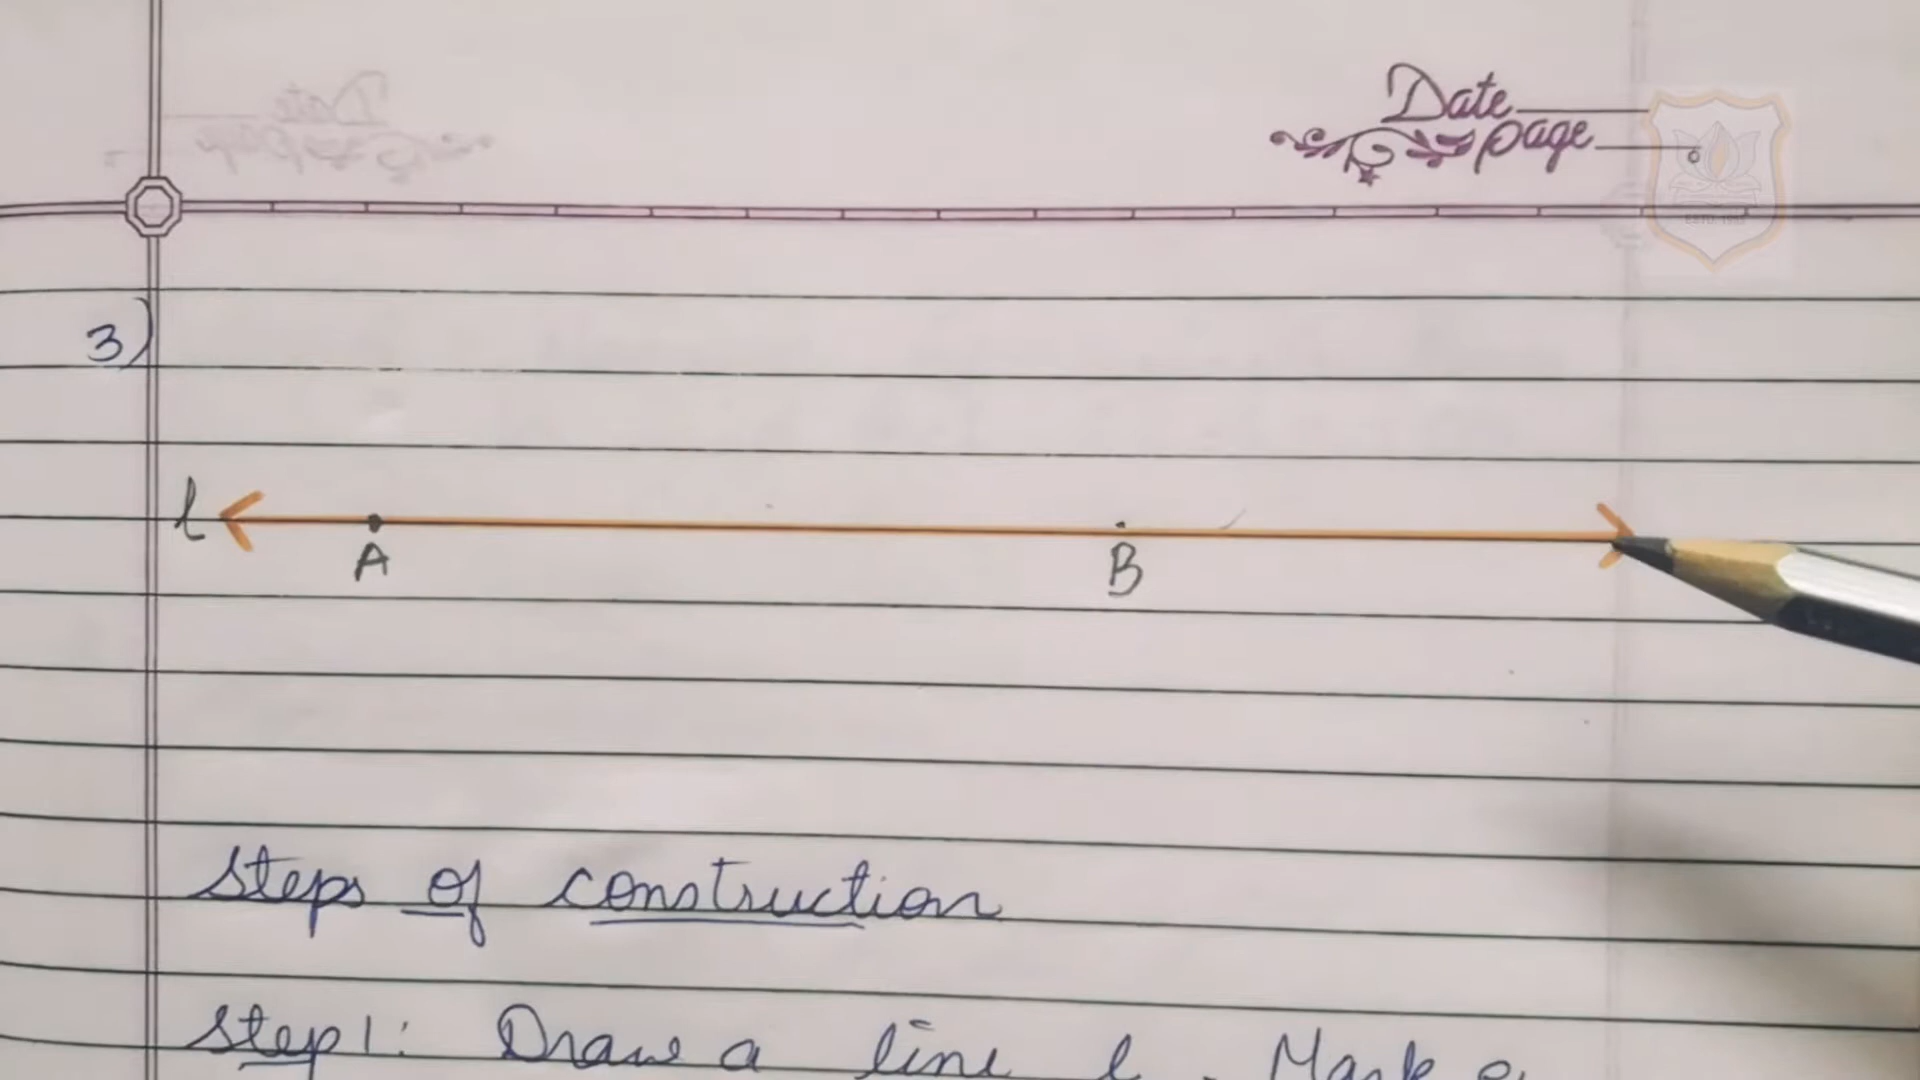 Date
page
3)
l
A B
Steps of construction
Step 1: Draw a line l. Mark a